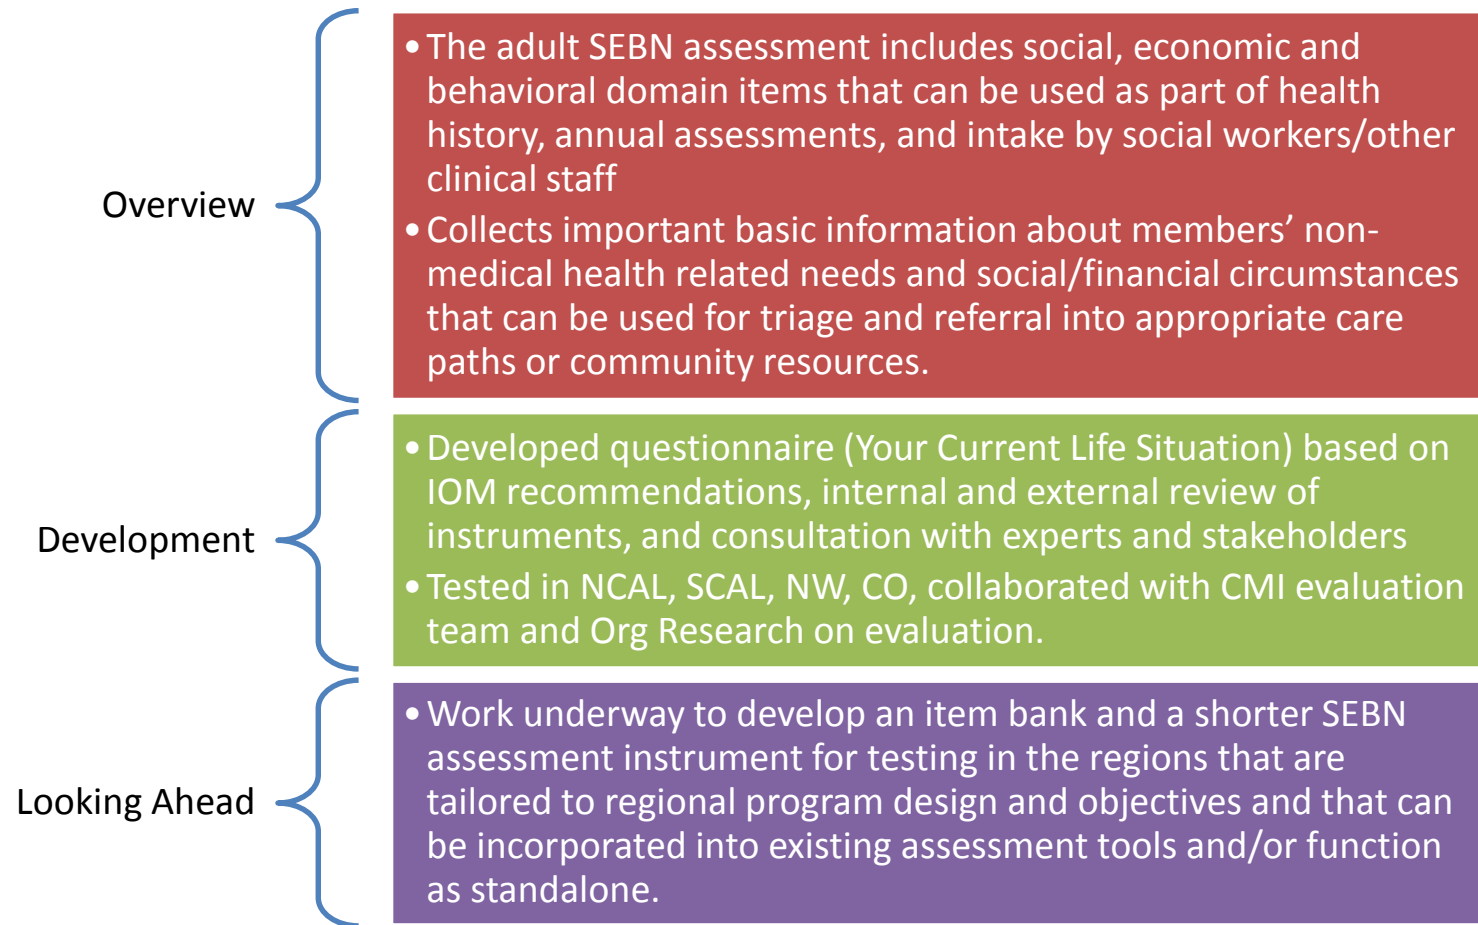 Overview
• The adult SEBN assessment includes social, economic and
behavioral domain items that can be used as part of health
history, annual assessments, and intake by social workers/other
clinical staff
• Collects important basic information about members’ non-
medical health related needs and social/financial circumstances
that can be used for triage and referral into appropriate care
paths or community resources.
Development
• Developed questionnaire (Your Current Life Situation) based on
IOM recommendations, internal and external review of
instruments, and consultation with experts and stakeholders
• Tested in NCAL, SCAL, NW, CO, collaborated with CMI evaluation
team and Org Research on evaluation.
Looking Ahead
• Work underway to develop an item bank and a shorter SEBN
assessment instrument for testing in the regions that are
tailored to regional program design and objectives and that can
be incorporated into existing assessment tools and/or function
as standalone.